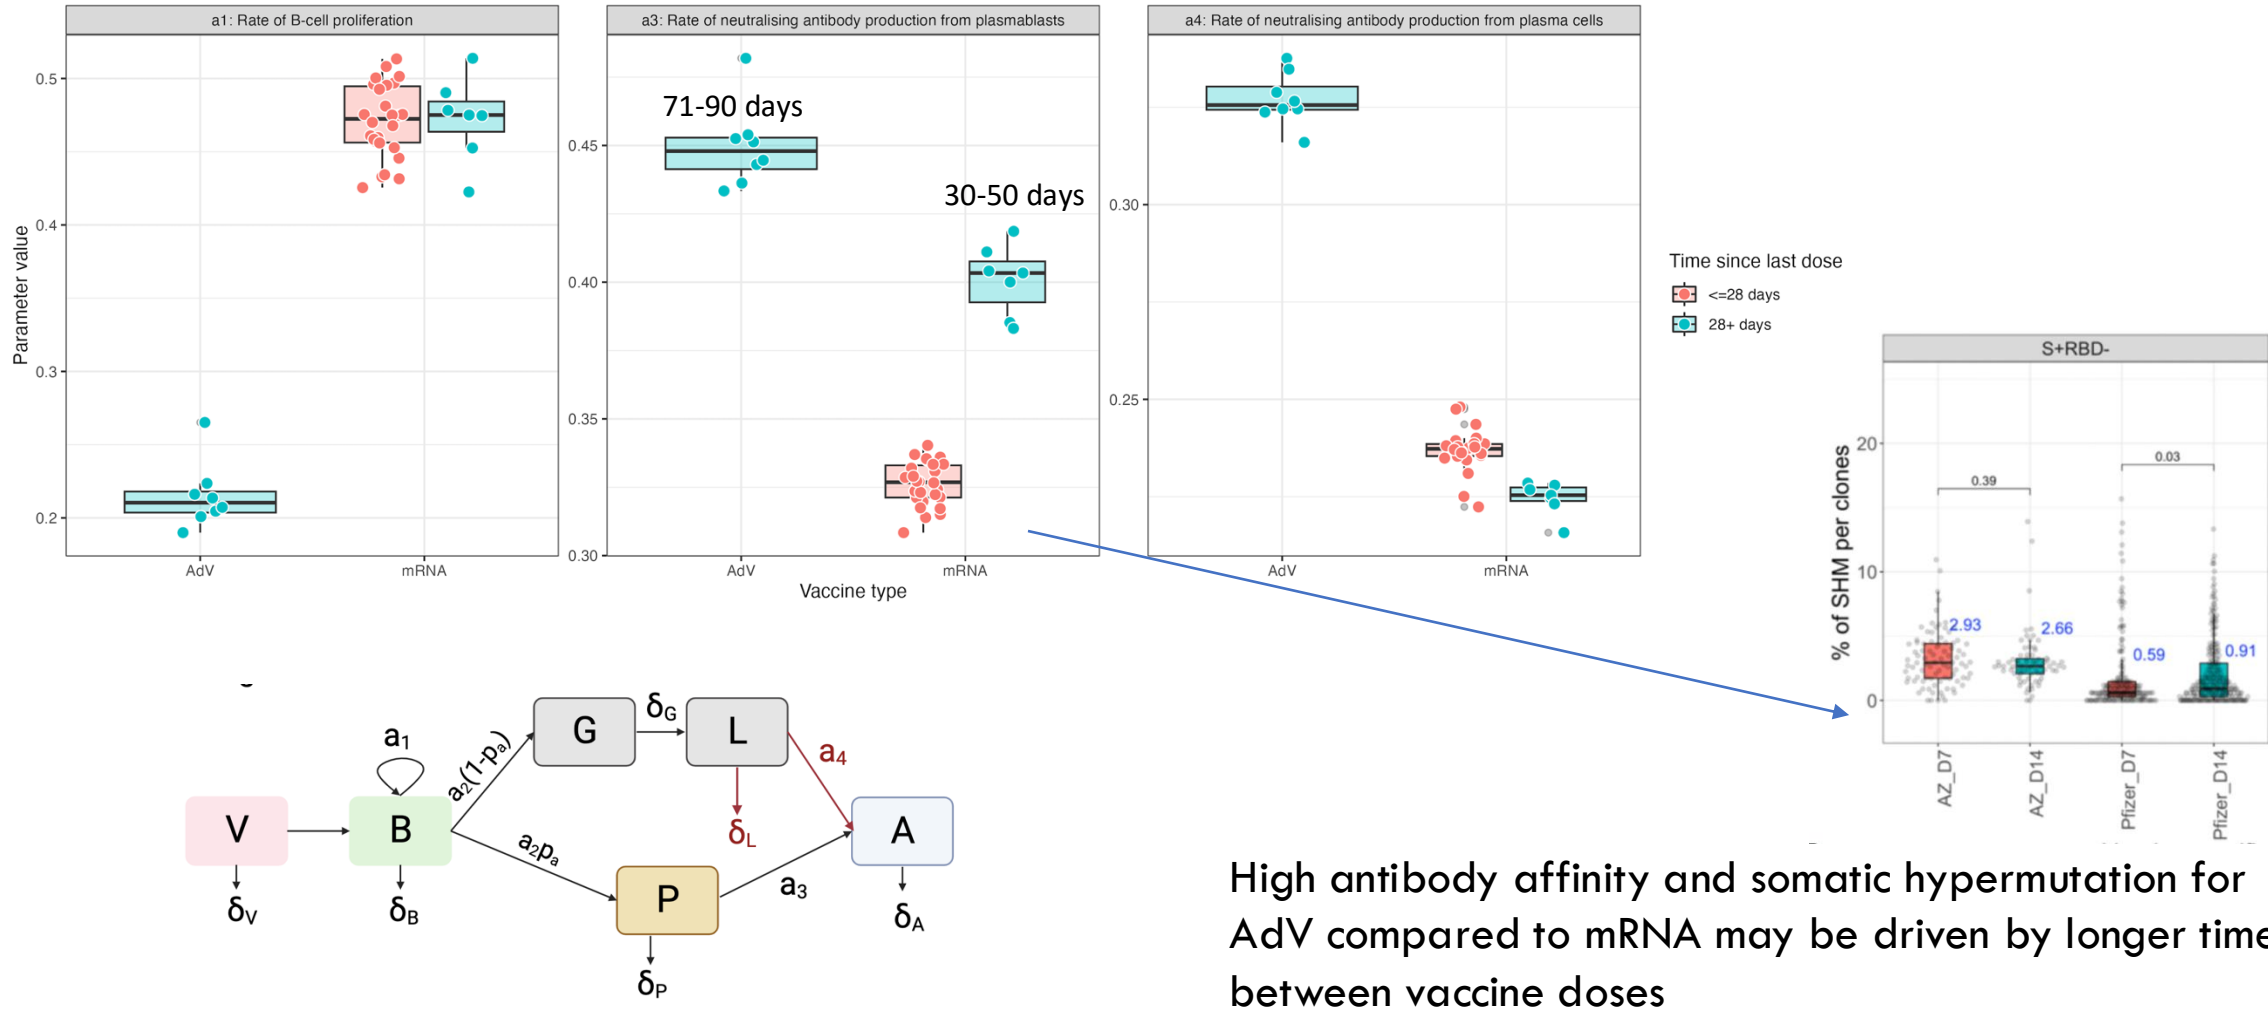 a1: Rate of B-cell proliferation
a3: Rate of neutralising antibody production from plasmablasts
a4: Rate of neutralising antibody production from plasma cells
Parameter value
0.5
0.4
0.3
0.2
AdV
mRNA
71-90 days
30-50 days
0.45
0.40
0.35
0.30
AdV
mRNA
Vaccine type
0.30
0.25
AdV
mRNA
Time since last dose
<=28 days
28+ days
S+RBD-
% of SHM per clones
20
10
0
0.39
0.03
2.93
2.66
0.59
0.91
AZ_D7
AZ_D14
Pfizer_D7
Pfizer_D14
V
δV
a1
B
δB
a2(1-pa)
a2pa
G
δG
L
δL
a4
P
δP
a3
A
δA
High antibody affinity and somatic hypermutation for
AdV compared to mRNA may be driven by longer time
between vaccine doses